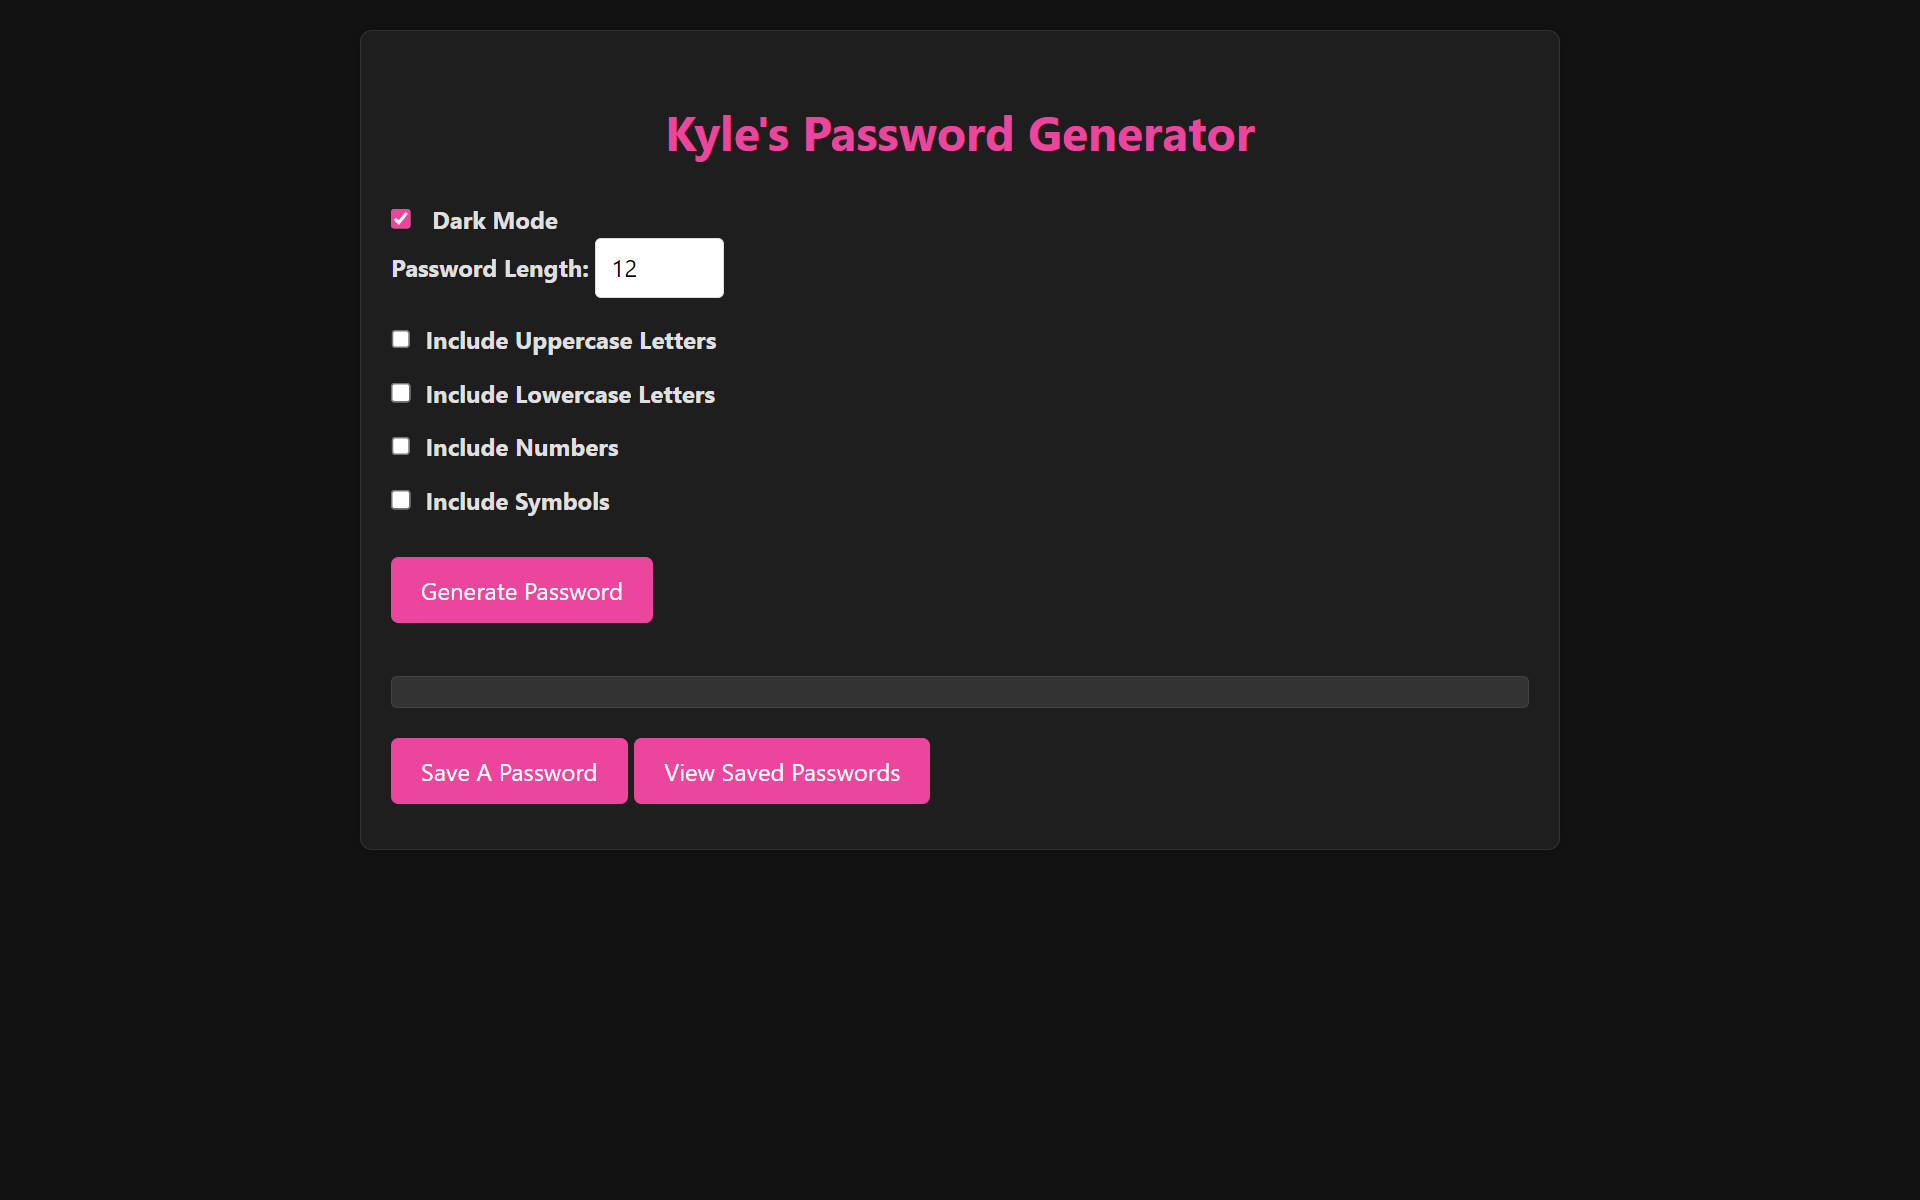 Kyle's Password Generator
Dark Mode
Password Length: 12
Include Uppercase Letters
Include Lowercase Letters
Include Numbers
Include Symbols
Generate Password
Save A Password View Saved Passwords